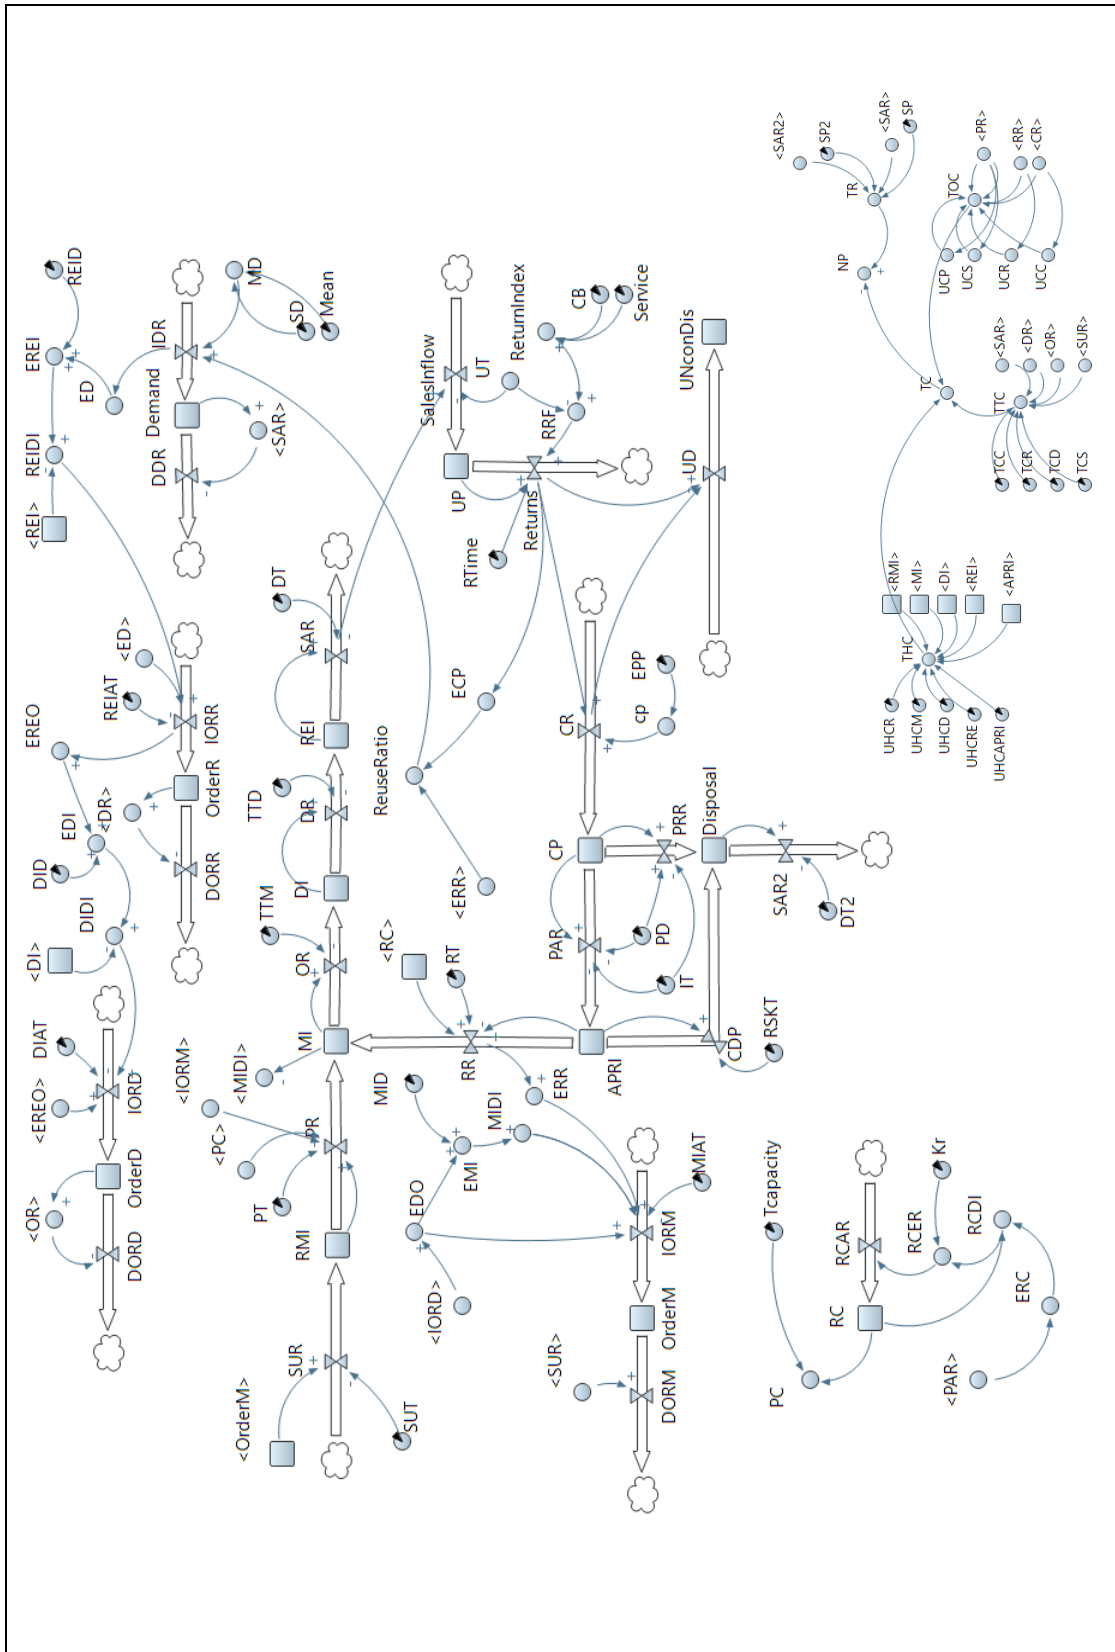 <OR>
<EREO>
DIAT
<DI>
DID
EREO
<REI>
REIDI
EREI
REID
DORD
OrderD
IORD
DIDI
EDI
<DR>
REIAT
<ED>
ED
DORR
OrderR
IORR
DDR
Demand
IDR
MD
<SAR>
SD
Mean
<OrderM>
SUR
SUT
RMI
PT
<PC>
<IORM>
PR
<MIDI>
MI
OR
TTM
DI
TTD
DR
REI
SAR
DT
<IORD>
EDO
MID
EMI
MIDI
ERR
RR
RT
<RC>
<ERR>
ReuseRatio
ECP
RTime
UP
Returns
SalesInflow
UT
RRF
ReturnIndex
CB
Service
<SUR>
DORM
OrderM
IORM
MIAT
APRI
CDP
RSKT
PAR
IT
PD
CP
PRR
Disposal
SAR2
DT2
CR
cp
EPP
UD
UNconDis
PC
Tcapacity
RC
RCAR
RCER
Kr
RCDI
ERC
<PAR>
THC
UHCR
UHCM
UHCD
UHCRE
UHCAPRI
<RMI>
<MI>
<DI>
<REI>
<APRI>
TC
TTC
TCC
TCR
TCD
TCS
<SAR>
<DR>
<OR>
<SUR>
NP
TR
<SAR2>
SP2
<SAR>
SP
TOC
UCP
UCS
UCR
UCC
<PR>
<RR>
<CR>